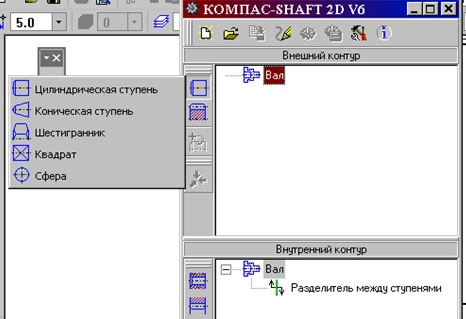 КОМПАС-SHAFT 2D V6
5.0
0
Внешний контур
Вал
Цилиндрическая ступень
Коническая ступень
Шестигранник
Квадрат
Сфера
Внутренний контур
Вал
Разделитель между ступенями